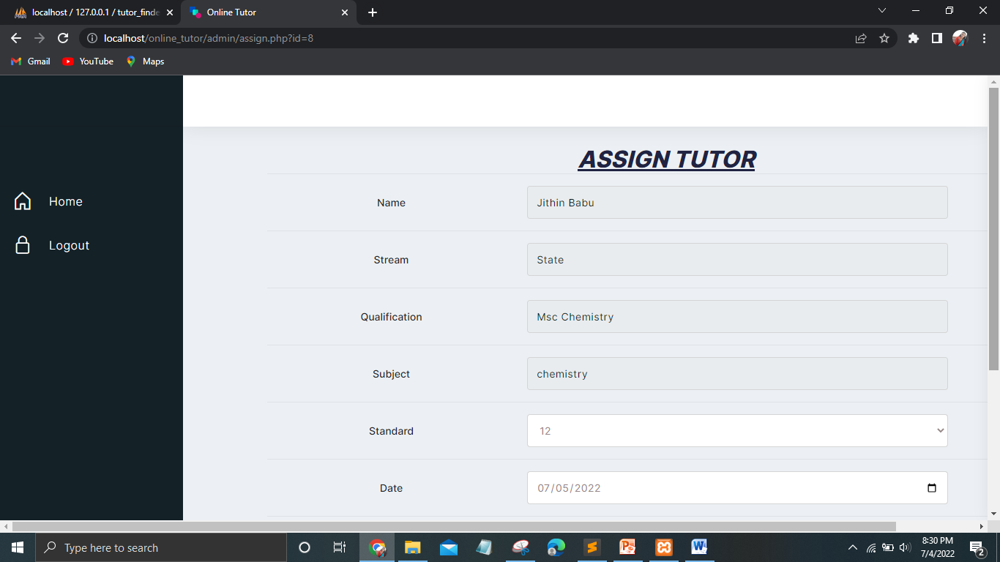 localhost / 127.0.0.1 / tutor_finde
Online Tutor
localhost/online_tutor/admin/assign.php?id=8
Gmail
YouTube
Maps
Home
Logout
ASSIGN TUTOR
Name
Jithin Babu
Stream
State
Qualification
Msc Chemistry
Subject
chemistry
Standard
12
Date
07/05/2022
Type here to search
8:30 PM
7/4/2022
2